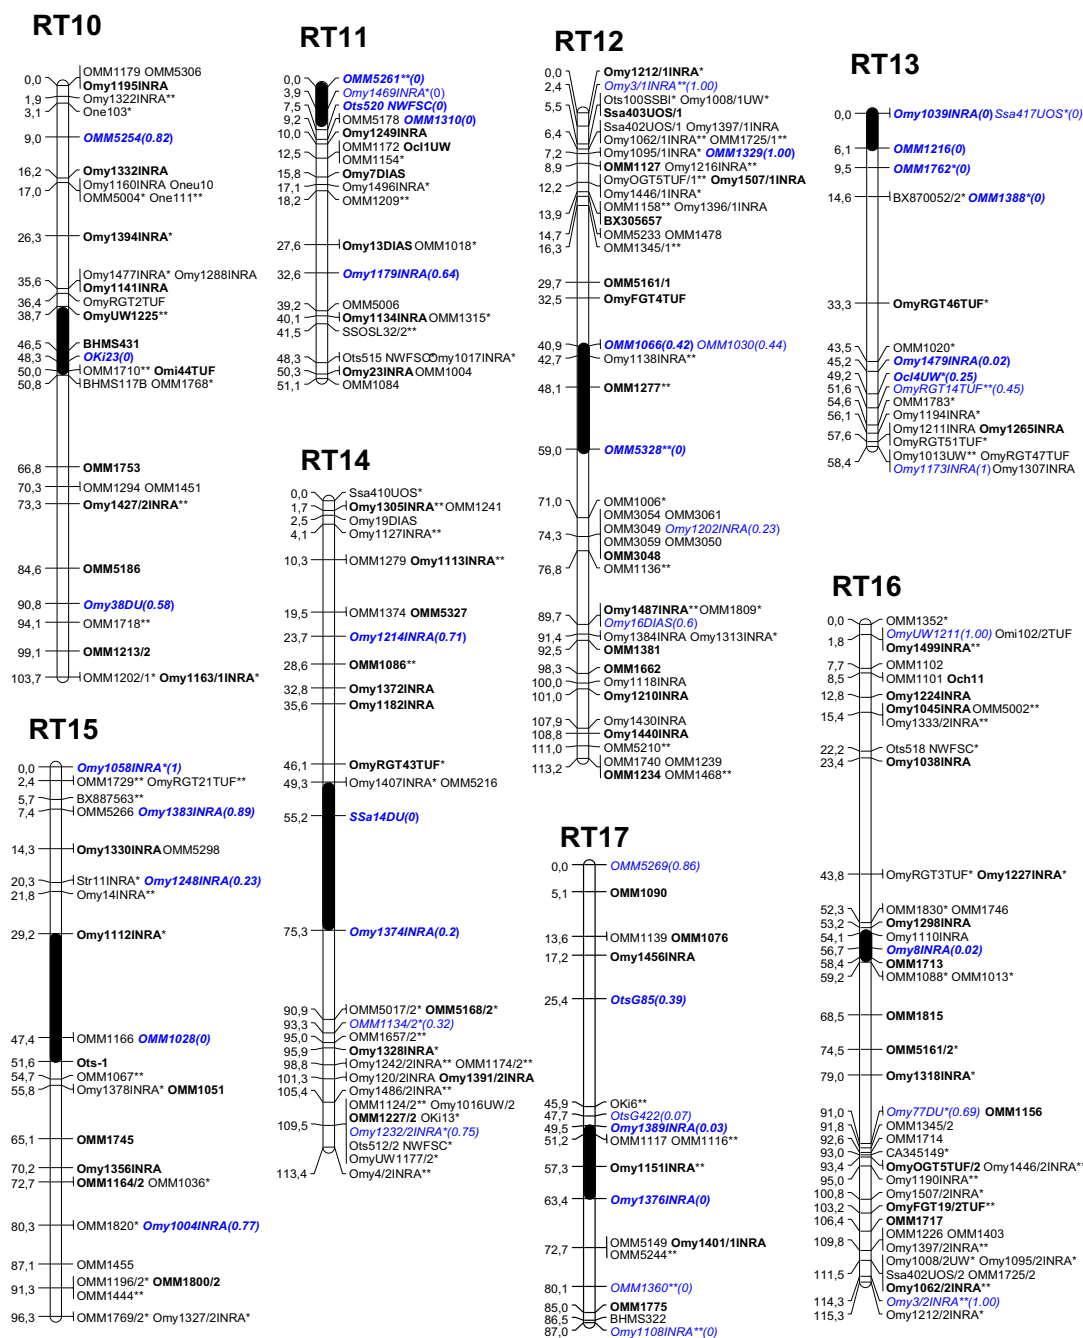 RT10
0,0 OMM1179 OMM5306
Omy1195INRA
1,9 Omy1322INRA**
3,1 One103*
9,0 OMM5254(0.82)
16,2 Omy1332INRA
17,0 Omy1160INRA Oneu10
OMM5004* One111**
26,3 Omy1394INRA*
35,6 Omy1477INRA* Omy1288INRA
Omy1141INRA
36,4 OmyRGT2TUF
38,7 OmyUW1225**
46,5 BHMS431
48,3 OKi23(0)
50,0 OMM1710** Omi44TUF
50,8 BHMS117B OMM1768*
66,8 OMM1753
70,3 OMM1294 OMM1451
73,3 Omy1427/2INRA**
84,6 OMM5186
90,8 Omy38DU(0.58)
94,1 OMM1718**
99,1 OMM1213/2
103,7 OMM1202/1* Omy1163/1INRA*
RT11
0,0 OMM5261**(0)
3,9 Omy1469INRA*(0)
7,5 Ots520 NWFSC(0)
9,2 OMM5178 OMM1310(0)
10,0 Omy1249INRA
12,5 OMM1172 Ocl1UW
OMM1154*
15,8 Omy7DIAS
17,1 Omy1496INRA*
18,2 OMM1209**
27,6 Omy13DIAS OMM1018*
32,6 Omy1179INRA(0.64)
39,2 OMM5006
40,1 Omy1134INRA OMM1315*
41,5 SSOSL32/2**
48,3 Ots515 NWFSC Omy1017INRA*
50,3 Omy23INRA OMM1004
51,1 OMM1084
RT12
0,0 Omy1212/1INRA*
2,4 Omy3/1INRA**(1.00)
5,5 Ots100SSBI* Omy1008/1UW*
Ssa403UOS/1
6,4 Ssa402UOS/1 Omy1397/1INRA
Omy1062/1INRA** OMM1725/1**
7,2 Omy1095/1INRA* OMM1329(1.00)
8,9 OMM1127 Omy1216INRA**
12,2 OmyOGT5TUF/1** Omy1507/1INRA
Omy1446/1INRA*
13,9 OMM1158** Omy1396/1INRA
BX305657
14,7 OMM5233 OMM1478
16,3 OMM1345/1**
29,7 OMM5161/1
32,5 OmyFGT4TUF
40,9 OMM1066(0.42) OMM1030(0.44)
42,7 Omy1138INRA**
48,1 OMM1277**
59,0 OMM5328**(0)
71,0 OMM1006*
74,3 OMM3054 OMM3061
OMM3049 Omy1202INRA(0.23)
OMM3059 OMM3050
OMM3048
76,8 OMM1136**
89,7 Omy1487INRA** OMM1809*
Omy16DIAS(0.6)
91,4 Omy1384INRA Omy1313INRA*
92,5 OMM1381
98,3 OMM1662
100,0 Omy1118INRA
101,0 Omy1210INRA
107,9 Omy1430INRA
108,8 Omy1440INRA
111,0 OMM5210**
113,2 OMM1740 OMM1239
OMM1234 OMM1468**
RT13
0,0 Omy1039INRA(0) Ssa417UOS*(0)
6,1 OMM1216(0)
9,5 OMM1762*(0)
14,6 BX870052/2* OMM1388*(0)
33,3 OmyRGT46TUF*
43,5 OMM1020*
45,2 Omy1479INRA(0.02)
49,2 Ocl4UW*(0.25)
51,6 OmyRGT14TUF**(0.45)
54,6 OMM1783*
56,1 Omy1194INRA*
57,6 Omy1211INRA Omy1265INRA
OmyRGT51TUF*
58,4 Omy1013UW** OmyRGT47TUF
Omy1173INRA(1) Omy1307INRA
RT14
0,0 Ssa410UOS*
1,7 Omy1305INRA** OMM1241
2,5 Omy19DIAS
4,1 Omy1127INRA**
10,3 OMM1279 Omy1113INRA**
19,5 OMM1374 OMM5327
23,7 Omy1214INRA(0.71)
28,6 OMM1086**
32,8 Omy1372INRA
35,6 Omy1182INRA
46,1 OmyRGT43TUF*
49,3 Omy1407INRA* OMM5216
55,2 SSa14DU(0)
75,3 Omy1374INRA(0.2)
90,9 OMM5017/2* OMM5168/2*
93,3 OMM1134/2*(0.32)
95,0 OMM1657/2**
95,9 Omy1328INRA*
98,8 Omy1242/2INRA** OMM1174/2**
101,3 Omy120/2INRA Omy1391/2INRA
105,4 Omy1486/2INRA**
109,5 OMM1124/2** Omy1016UW/2
OMM1227/2 OKi13*
Omy1232/2INRA*(0.75)
Ots512/2 NWFSC*
OmyUW1177/2*
113,4 Omy4/2INRA**
RT15
0,0 Omy1058INRA*(1)
2,4 OMM1729** OmyRGT21TUF**
5,7 BX887563**
7,4 OMM5266 Omy1383INRA(0.89)
14,3 Omy1330INRA OMM5298
20,3 Str11INRA* Omy1248INRA(0.23)
21,8 Omy14INRA**
29,2 Omy1112INRA*
47,4 OMM1166 OMM1028(0)
51,6 Ots-1
54,7 OMM1067**
55,8 Omy1378INRA* OMM1051
65,1 OMM1745
70,2 Omy1356INRA
72,7 OMM1164/2 OMM1036*
80,3 OMM1820* Omy1004INRA(0.77)
87,1 OMM1455
91,3 OMM1196/2* OMM1800/2
OMM1444**
96,3 OMM1769/2* Omy1327/2INRA*
RT16
0,0 OMM1352*
1,8 OmyUW1211(1.00) Omi102/2TUF
Omy1499INRA**
7,7 OMM1102
8,5 OMM1101 Och11
12,8 Omy1224INRA
15,4 Omy1045INRA OMM5002**
Omy1333/2INRA**
22,2 Ots518 NWFSC*
23,4 Omy1038INRA
43,8 OmyRGT3TUF* Omy1227INRA*
52,3 OMM1830* OMM1746
53,2 Omy1298INRA
54,1 Omy1110INRA
56,7 Omy8INRA(0.02)
58,4 OMM1713
59,2 OMM1088* OMM1013*
68,5 OMM1815
74,5 OMM5161/2*
79,0 Omy1318INRA*
91,0 Omy77DU*(0.69) OMM1156
91,8 OMM1345/2
92,6 OMM1714
93,0 CA345149*
93,4 OmyOGT5TUF/2 Omy1446/2INRA**
95,0 Omy1190INRA**
100,8 Omy1507/2INRA*
103,2 OmyFGT19/2TUF**
106,4 OMM1717
109,8 OMM1226 OMM1403
Omy1397/2INRA**
111,5 Omy1008/2UW* Omy1095/2INRA*
Ssa402UOS/2 OMM1725/2
Omy1062/2INRA**
114,3 Omy3/2INRA**(1.00)
115,3 Omy1212/2INRA*
RT17
0,0 OMM5269(0.86)
5,1 OMM1090
13,6 OMM1139 OMM1076
17,2 Omy1456INRA
25,4 OtsG85(0.39)
45,9 OKi6**
47,7 OtsG422(0.07)
49,5 Omy1389INRA(0.03)
51,2 OMM1117 OMM1116**
57,3 Omy1151INRA**
63,4 Omy1376INRA(0)
72,7 OMM5149 Omy1401/1INRA
OMM5244**
80,1 OMM1360**(0)
85,0 OMM1775
86,5 BHMS322
87,0 Omy1108INRA**(0)